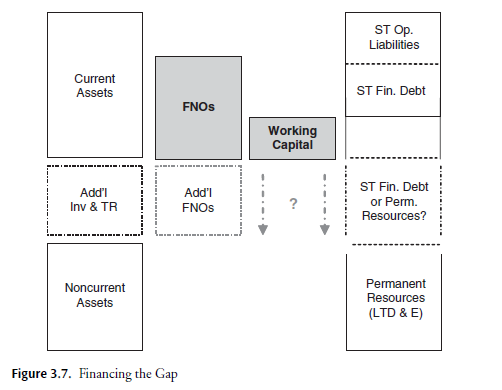 Current
Assets
FNOs
Working
Capital
ST Op.
Liabilities
ST Fin. Debt
Add'l
Inv & TR
Add'l
FNOs
?
ST Fin. Debt
or Perm.
Resources?
Noncurrent
Assets
Permanent
Resources
(LTD & E)
Figure 3.7. Financing the Gap